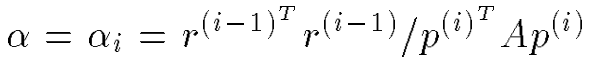 α = α_i = r^{(i−1)^T} r^{(i−1)} / p^{(i)^T} A p^{(i)}